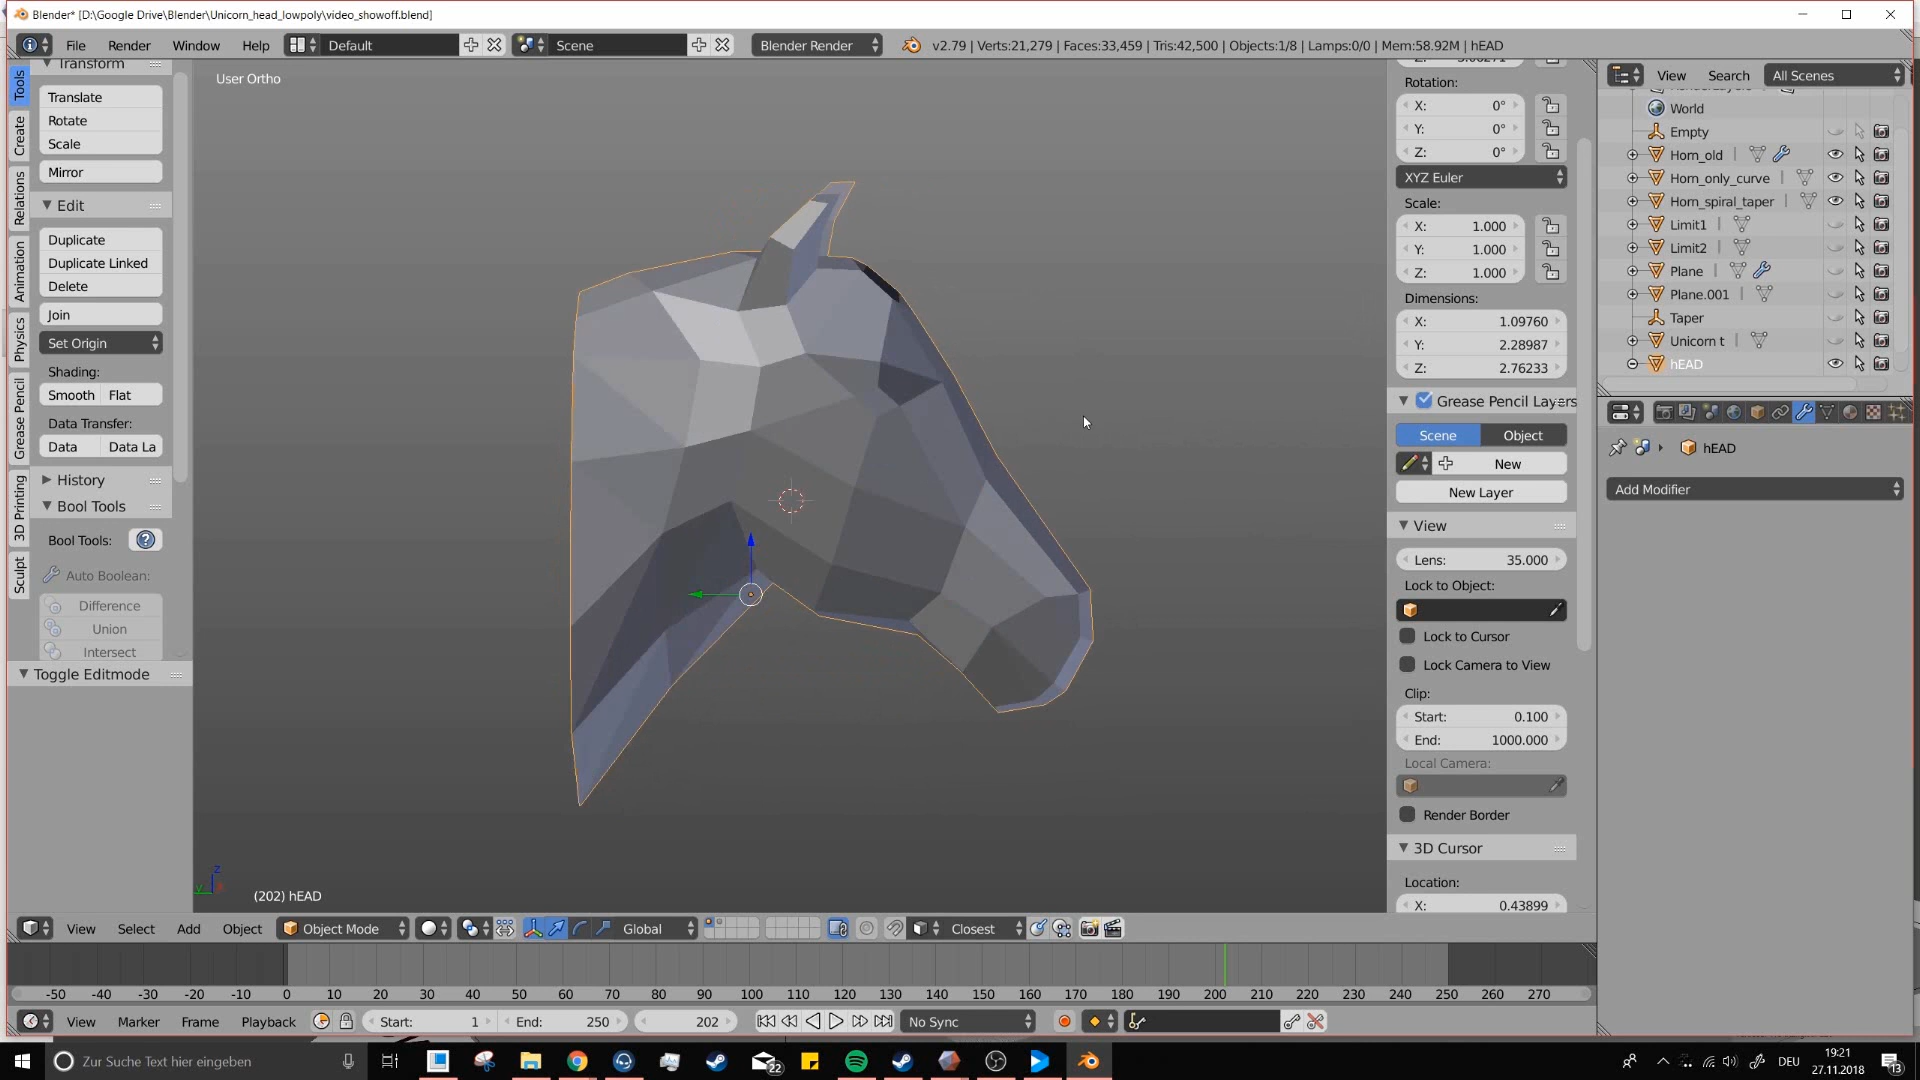 Blender* [D:\Google Drive\Blender\Unicorn_head_lowpoly\video_showoff.blend]
File Render Window Help Default Scene Blender Render v2.79 | Verts:21,279 | Faces:33,459 | Tris:42,500 | Objects:1/8 | Lamps:0/0 | Mem:58.92M | hEAD
Tools
Create
Relations
Animation
Physics
Grease Pencil
3D Printing
Sculpt
Transform
Translate
Rotate
Scale
Mirror
Edit
Duplicate
Duplicate Linked
Delete
Join
Set Origin
Shading:
Smooth Flat
Data Transfer:
Data Data La
History
Bool Tools
Bool Tools:
Auto Boolean:
Difference
Union
Intersect
Toggle Editmode
User Ortho
z
y
(202) hEAD
Rotation:
X: 0°
Y: 0°
Z: 0°
XYZ Euler
Scale:
X: 1.000
Y: 1.000
Z: 1.000
Dimensions:
X: 1.09760
Y: 2.28987
Z: 2.76233
Grease Pencil Layers
Scene Object
New
New Layer
View
Lens: 35.000
Lock to Object:
Lock to Cursor
Lock Camera to View
Clip:
Start: 0.100
End: 1000.000
Local Camera:
Render Border
3D Cursor
Location:
X: 0.43899
View Search All Scenes
World
Empty
Horn_old
Horn_only_curve
Horn_spiral_taper
Limit1
Limit2
Plane
Plane.001
Taper
Unicorn t
hEAD
hEAD
Add Modifier
View Select Add Object Object Mode Global Closest
-50 -40 -30 -20 -10 0 10 20 30 40 50 60 70 80 90 100 110 120 130 140 150 160 170 180 190 200 210 220 230 240 250 260 270
View Marker Frame Playback Start: 1 End: 250 202 No Sync
Zur Suche Text hier eingeben 22 DEU 19:21
27.11.2018 13